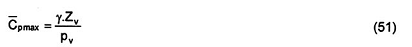 C̅pmax = γ.Zv / pv (51)